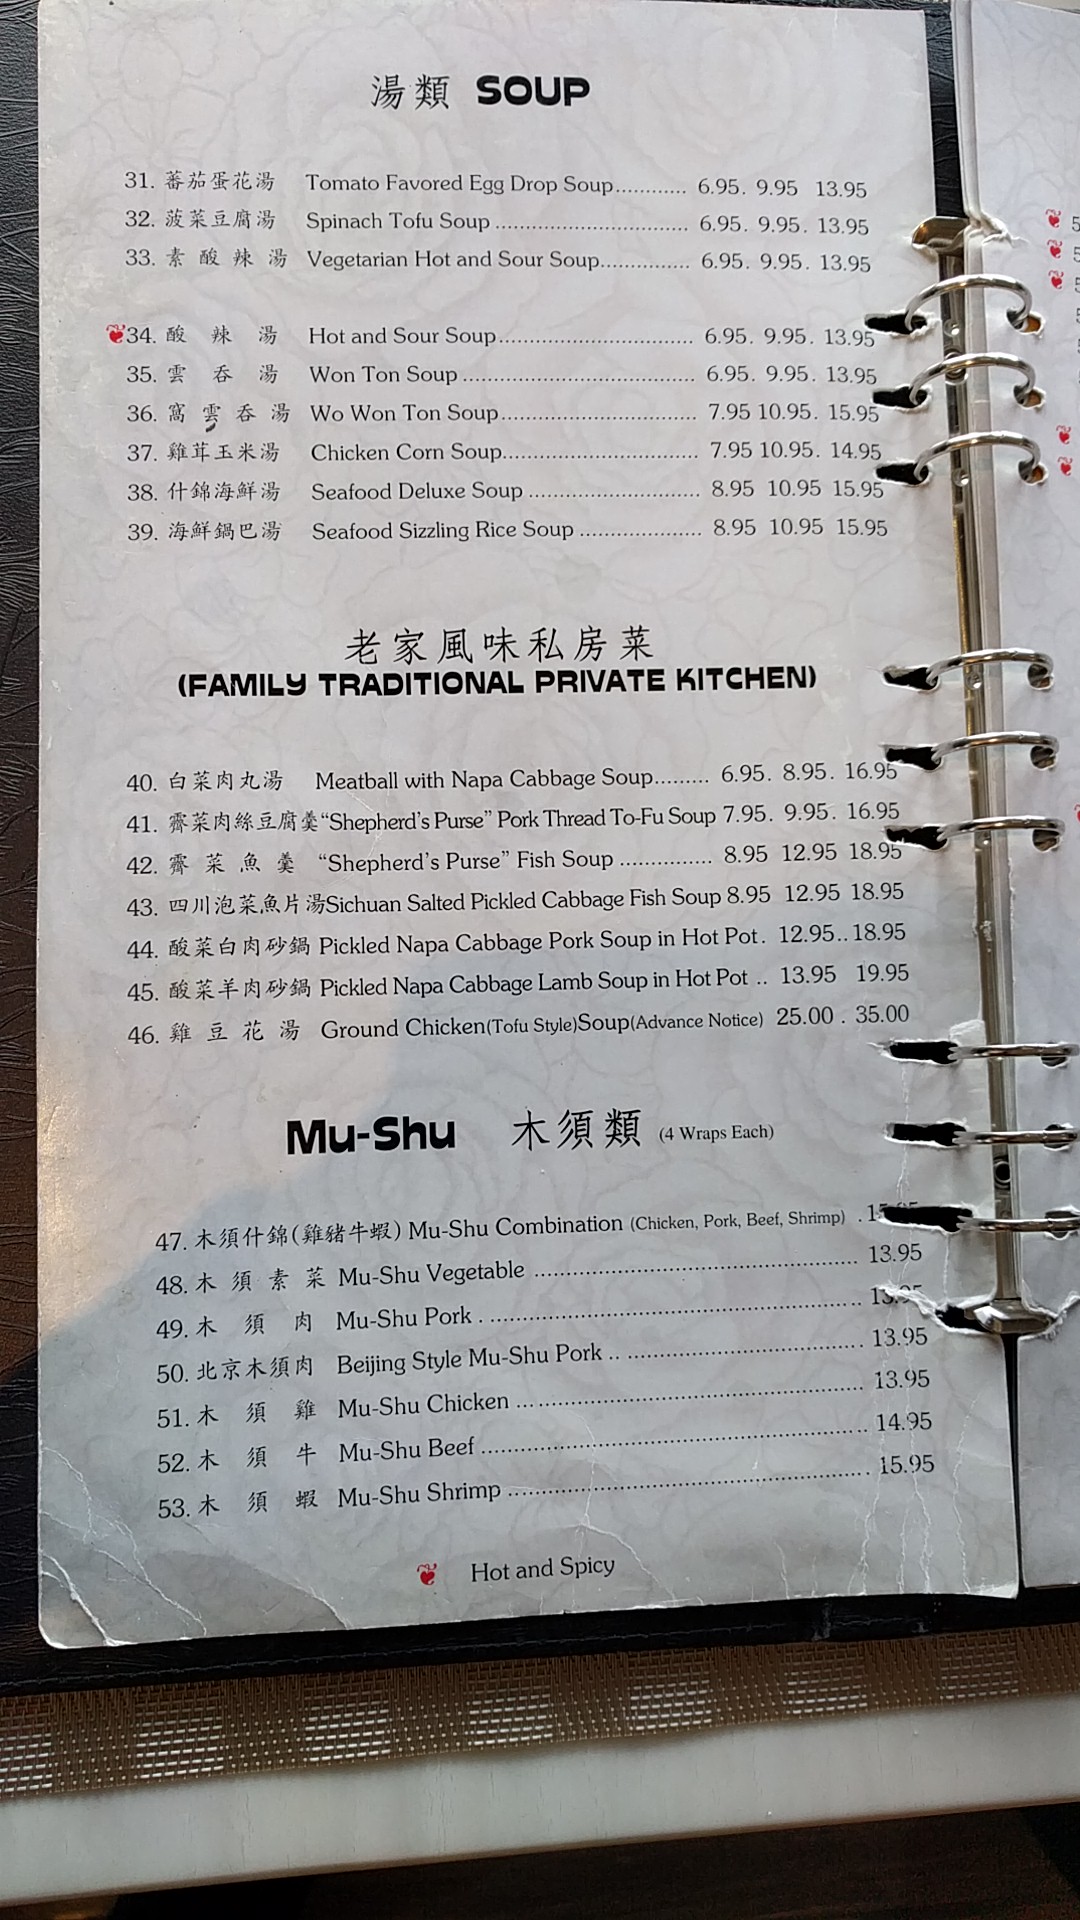 湯類 SOUP
31. 蕃茄蛋花湯 Tomato Favored Egg Drop Soup............ 6.95. 9.95 13.95
32. 菠菜豆腐湯 Spinach Tofu Soup .................................. 6.95. 9.95. 13.95
33. 素酸辣湯 Vegetarian Hot and Sour Soup................ 6.95. 9.95. 13.95
34. 酸辣湯 Hot and Sour Soup.................................. 6.95. 9.95. 13.95
35. 雲吞湯 Won Ton Soup ......................................... 6.95. 9.95. 13.95
36. 窩雲吞湯 Wo Won Ton Soup.................................. 7.95 10.95. 15.95
37. 雞茸玉米湯 Chicken Corn Soup.................................. 7.95 10.95. 14.95
38. 什錦海鮮湯 Seafood Deluxe Soup .............................. 8.95 10.95 15.95
39. 海鮮鍋巴湯 Seafood Sizzling Rice Soup ..................... 8.95 10.95 15.95
老家風味私房菜
(FAMILY TRADITIONAL PRIVATE KITCHEN)
40. 白菜肉丸湯 Meatball with Napa Cabbage Soup......... 6.95. 8.95. 16.95
41. 薺菜肉絲豆腐羹 “Shepherd's Purse” Pork Thread To-Fu Soup 7.95. 9.95. 16.95
42. 薺菜魚羹 “Shepherd's Purse” Fish Soup ................ 8.95 12.95 18.95
43. 四川泡菜魚片湯 Sichuan Salted Pickled Cabbage Fish Soup 8.95 12.95 18.95
44. 酸菜白肉砂鍋 Pickled Napa Cabbage Pork Soup in Hot Pot. 12.95.. 18.95
45. 酸菜羊肉砂鍋 Pickled Napa Cabbage Lamb Soup in Hot Pot .. 13.95 19.95
46. 雞豆花湯 Ground Chicken(Tofu Style)Soup(Advance Notice) 25.00 . 35.00
Mu-Shu 木須類 (4 Wraps Each)
47. 木須什錦(雞豬牛蝦) Mu-Shu Combination (Chicken, Pork, Beef, Shrimp) .
48. 木須素菜 Mu-Shu Vegetable ........................................................ 13.95
49. 木須肉 Mu-Shu Pork . ............................................................... 13.95
50. 北京木須肉 Beijing Style Mu-Shu Pork .. ........................................ 13.95
51. 木須雞 Mu-Shu Chicken ... ....................................................... 13.95
52. 木須牛 Mu-Shu Beef ................................................................. 14.95
53. 木須蝦 Mu-Shu Shrimp ............................................................. 15.95
Hot and Spicy